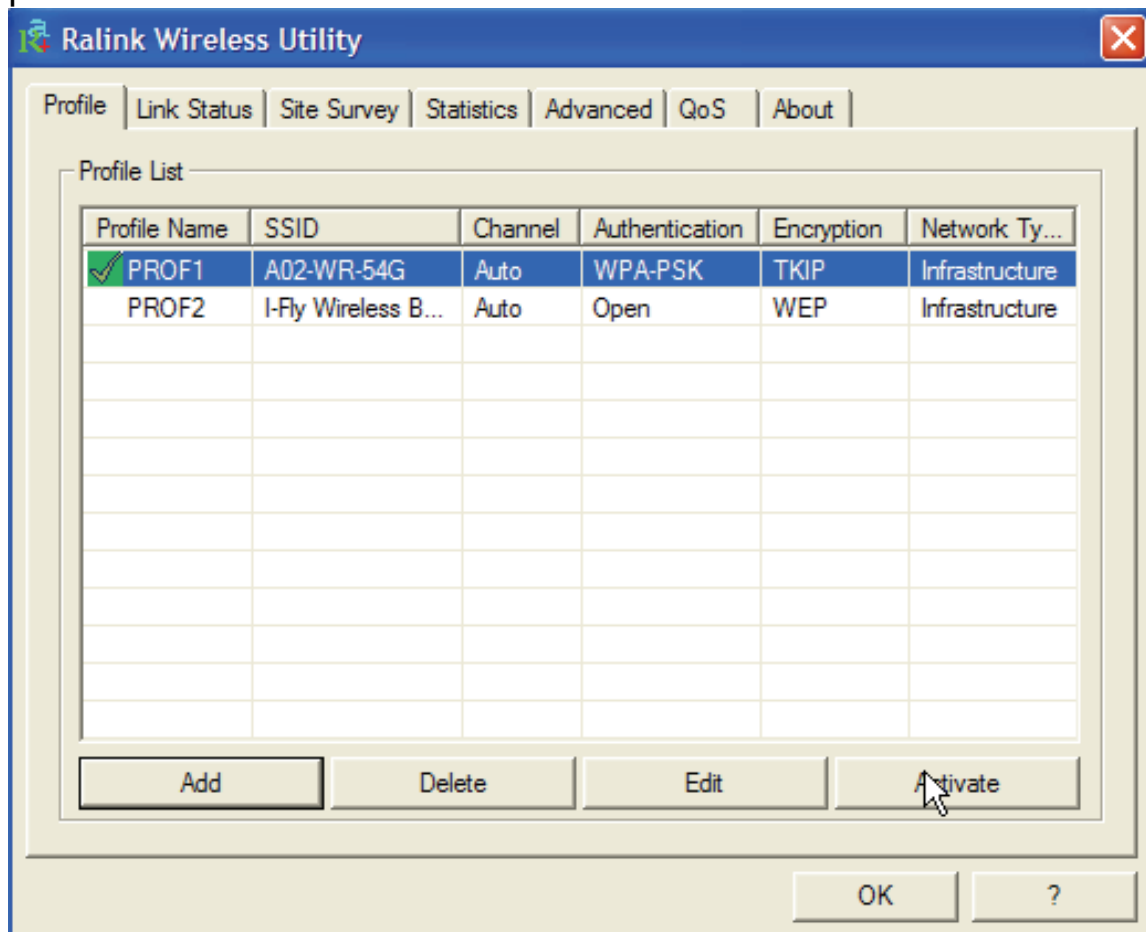 Ralink Wireless Utility
Profile Link Status Site Survey Statistics Advanced QoS About
Profile List
Profile Name SSID Channel Authentication Encryption Network Ty...
PROF1 A02-WR-54G Auto WPA-PSK TKIP Infrastructure
PROF2 I-Fly Wireless B... Auto Open WEP Infrastructure
Add Delete Edit Activate
OK ?